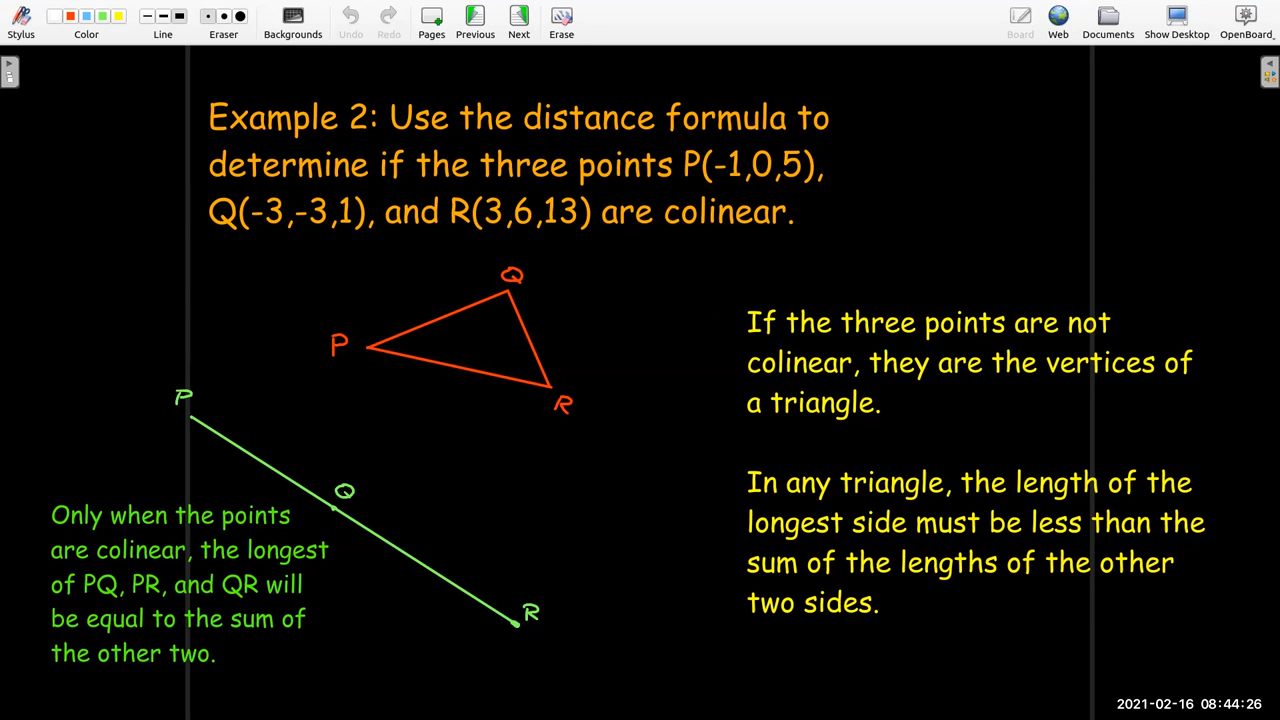 Stylus
Color
Line
Eraser
Backgrounds
Undo
Redo
Pages
Previous
Next
Erase
Board
Web
Documents
Show Desktop
OpenBoard
Example 2: Use the distance formula to
determine if the three points P(-1,0,5),
Q(-3,-3,1), and R(3,6,13) are colinear.
Q
P
R
If the three points are not
colinear, they are the vertices of
a triangle.
In any triangle, the length of the
longest side must be less than the
sum of the lengths of the other
two sides.
P
Q
R
Only when the points
are colinear, the longest
of PQ, PR, and QR will
be equal to the sum of
the other two.
2021-02-16 08:44:26